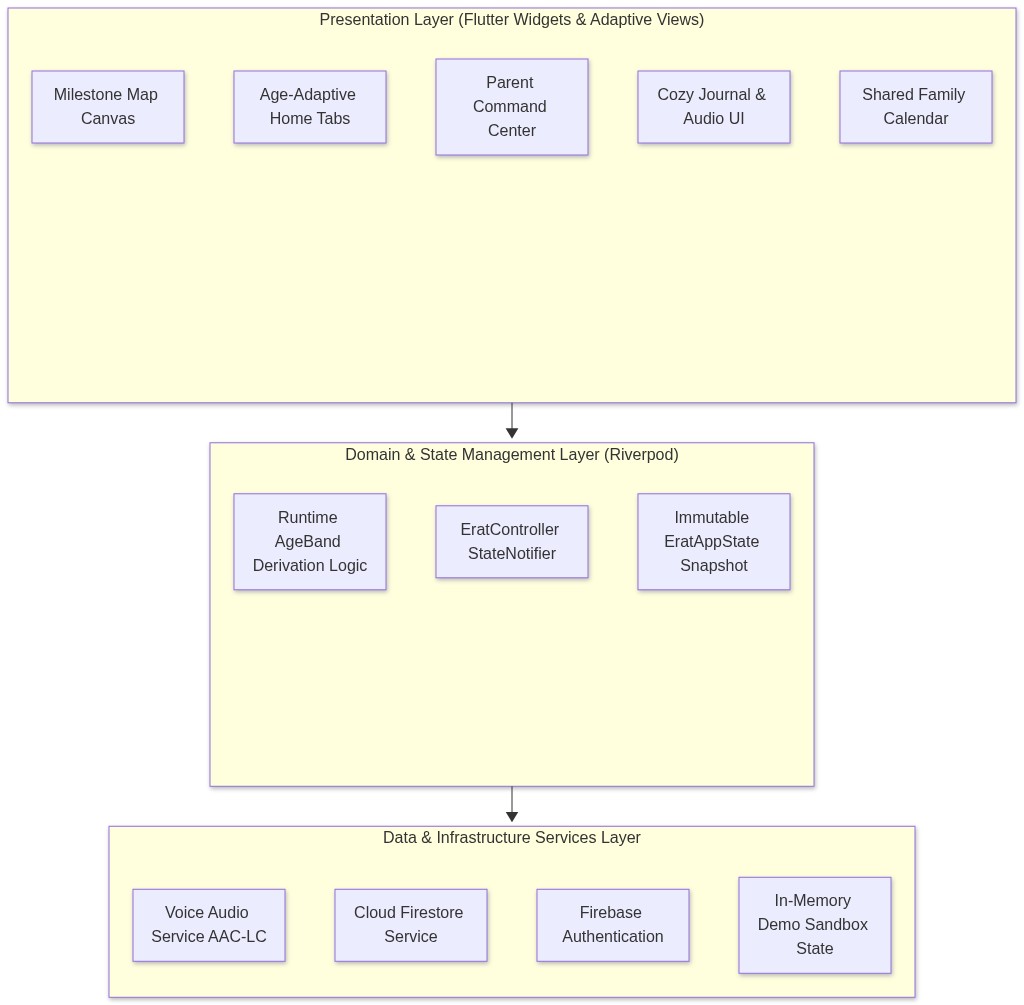 Presentation Layer (Flutter Widgets & Adaptive Views)
Milestone Map
Canvas
Age-Adaptive
Home Tabs
Parent
Command
Center
Cozy Journal &
Audio UI
Shared Family
Calendar
Domain & State Management Layer (Riverpod)
Runtime
AgeBand
Derivation Logic
EratController
StateNotifier
Immutable
EratAppState
Snapshot
Data & Infrastructure Services Layer
Voice Audio
Service AAC-LC
Cloud Firestore
Service
Firebase
Authentication
In-Memory
Demo Sandbox
State